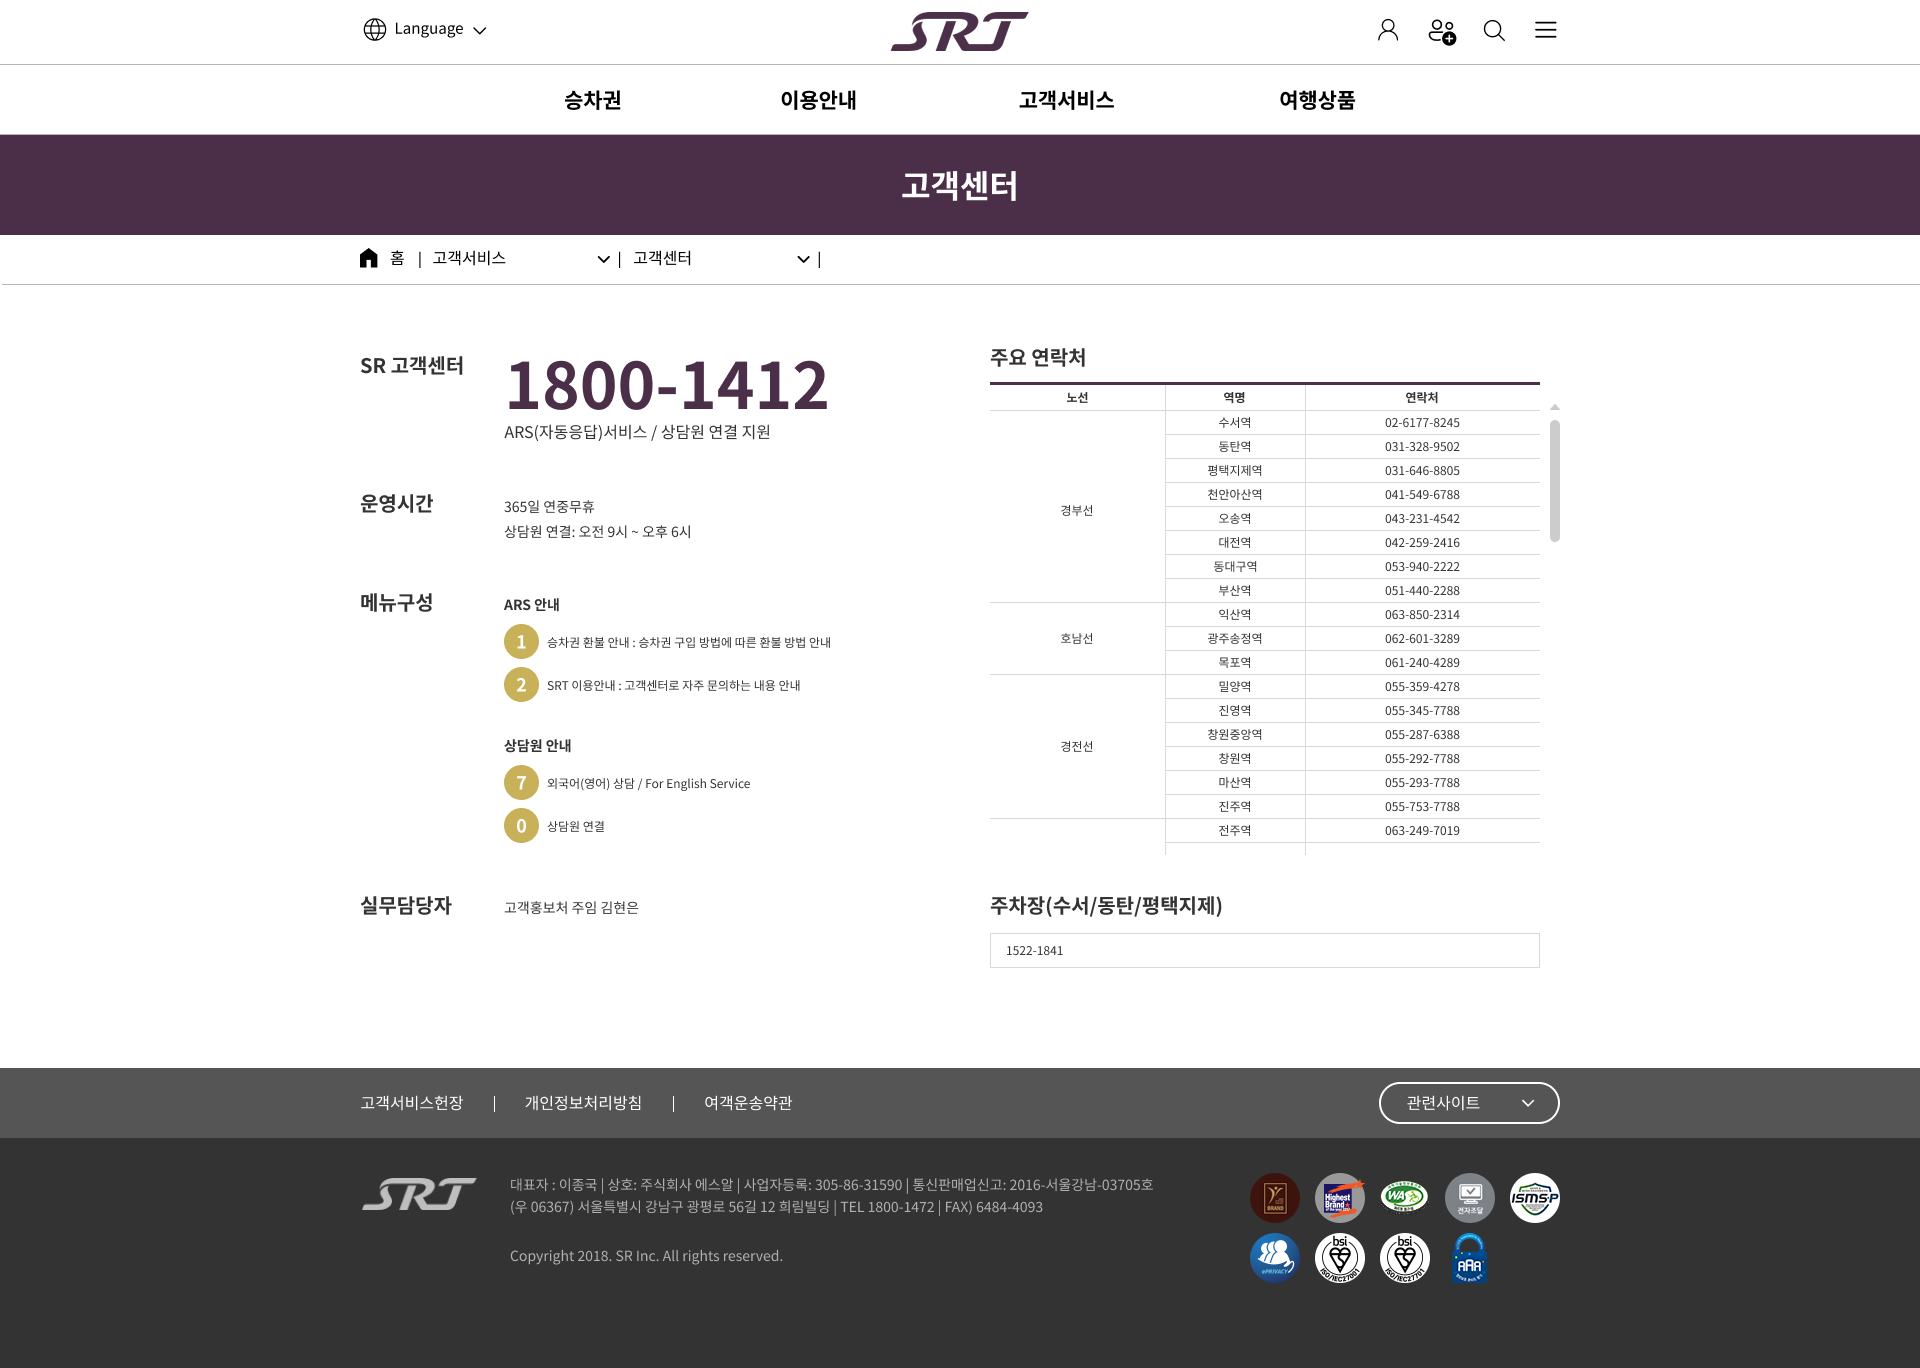 Language
SRT
승차권
이용안내
고객서비스
여행상품
고객센터
홈 | 고객서비스 | 고객센터 |
SR 고객센터
1800-1412
ARS(자동응답)서비스 / 상담원 연결 지원
운영시간
365일 연중무휴
상담원 연결: 오전 9시 ~ 오후 6시
메뉴구성
ARS 안내
1 승차권 환불 안내 : 승차권 구입 방법에 따른 환불 방법 안내
2 SRT 이용안내 : 고객센터로 자주 문의하는 내용 안내
상담원 안내
7 외국어(영어) 상담 / For English Service
0 상담원 연결
실무담당자
고객홍보처 주임 김현은
주요 연락처
노선 역명 연락처
경부선
수서역 02-6177-8245
동탄역 031-328-9502
평택지제역 031-646-8805
천안아산역 041-549-6788
오송역 043-231-4542
대전역 042-259-2416
동대구역 053-940-2222
부산역 051-440-2288
호남선
익산역 063-850-2314
광주송정역 062-601-3289
목포역 061-240-4289
경전선
밀양역 055-359-4278
진영역 055-345-7788
창원중앙역 055-287-6388
창원역 055-292-7788
마산역 055-293-7788
진주역 055-753-7788
전주역 063-249-7019
주차장(수서/동탄/평택지제)
1522-1841
고객서비스헌장 | 개인정보처리방침 | 여객운송약관
관련사이트
SRT
대표자 : 이종국 | 상호: 주식회사 에스알 | 사업자등록: 305-86-31590 | 통신판매업신고: 2016-서울강남-03705호
(우 06367) 서울특별시 강남구 광평로 56길 12 희림빌딩 | TEL 1800-1472 | FAX) 6484-4093
Copyright 2018. SR Inc. All rights reserved.
BRAND
Highest
Brand
WA
전자조달
ISMS-P
ePRIVACY
bsi
ISO/IEC27001
bsi
ISO/IEC27701
AAA